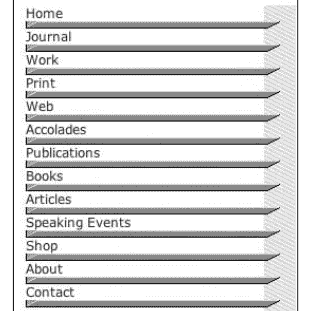 Home
Journal
Work
Print
Web
Accolades
Publications
Books
Articles
Speaking Events
Shop
About
Contact